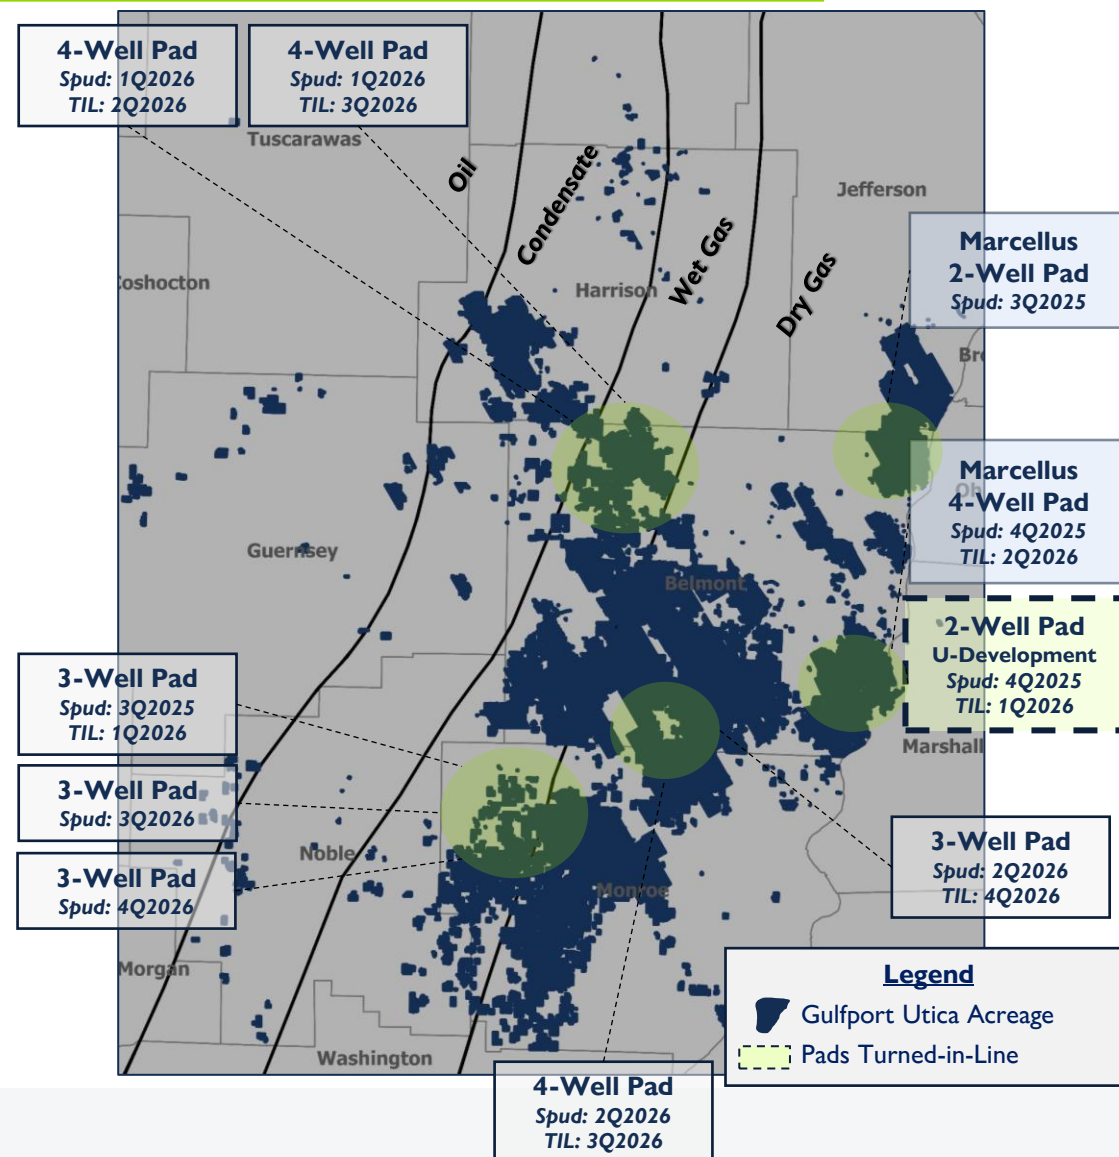 4-Well Pad
Spud: 1Q2026
TIL: 2Q2026
4-Well Pad
Spud: 1Q2026
TIL: 3Q2026
Tuscarawas
Oil
Condensate
Wet Gas
Dry Gas
Jefferson
Coshocton
Harrison
Marcellus
2-Well Pad
Spud: 3Q2025
Bro
Marcellus
4-Well Pad
Spud: 4Q2025
TIL: 2Q2026
Oh
Guernsey
Belmont
2-Well Pad
U-Development
Spud: 4Q2025
TIL: 1Q2026
Marshall
3-Well Pad
Spud: 3Q2025
TIL: 1Q2026
3-Well Pad
Spud: 3Q2026
3-Well Pad
Spud: 4Q2026
Noble
Monroe
3-Well Pad
Spud: 2Q2026
TIL: 4Q2026
Morgan
Washington
Legend
Gulfport Utica Acreage
Pads Turned-in-Line
4-Well Pad
Spud: 2Q2026
TIL: 3Q2026